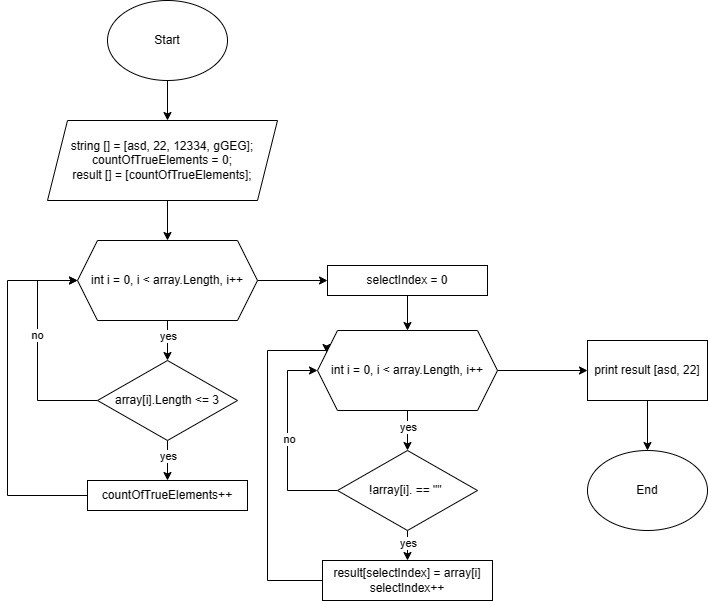 Start
string [] = [asd, 22, 12334, gGEG];
countOfTrueElements = 0;
result [] = [countOfTrueElements];
int i = 0, i < array.Length, i++
yes
no
array[i].Length <= 3
yes
countOfTrueElements++
selectIndex = 0
int i = 0, i < array.Length, i++
yes
no
!array[i]. == ""
yes
result[selectIndex] = array[i]
selectIndex++
print result [asd, 22]
End